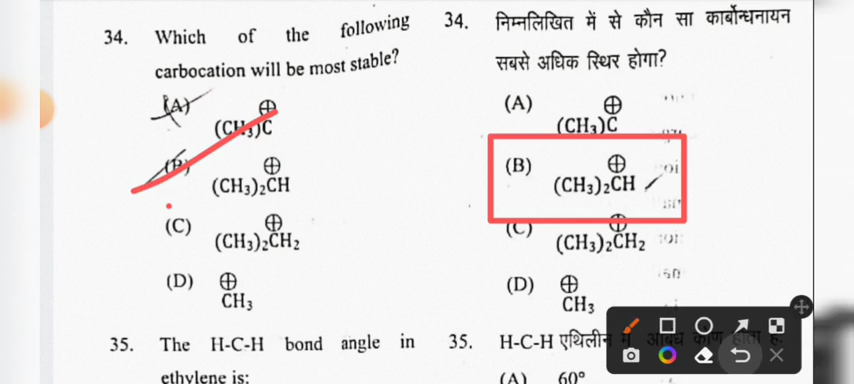 34. Which of the following
carbocation will be most stable?
(A) (CH₃)C⊕
(B) (CH₃)₂CH⊕
(C) (CH₃)₂CH₂⊕
(D) ⊕CH₃
35. The H-C-H bond angle in
ethylene is:
34. निम्नलिखित में से कौन सा कार्बोन्धनायन
सबसे अधिक स्थिर होगा?
(A) (CH₃)C⊕
(B) (CH₃)₂CH⊕
(C) (CH₃)₂CH₂⊕
(D) ⊕CH₃
35. H-C-H एथिलीन में
(A) 60°